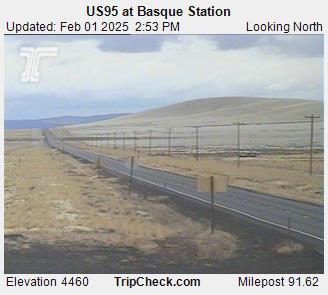 US95 at Basque Station
Updated: Feb 01 2025 2:53 PM Looking North
Elevation 4460 TripCheck.com Milepost 91.62